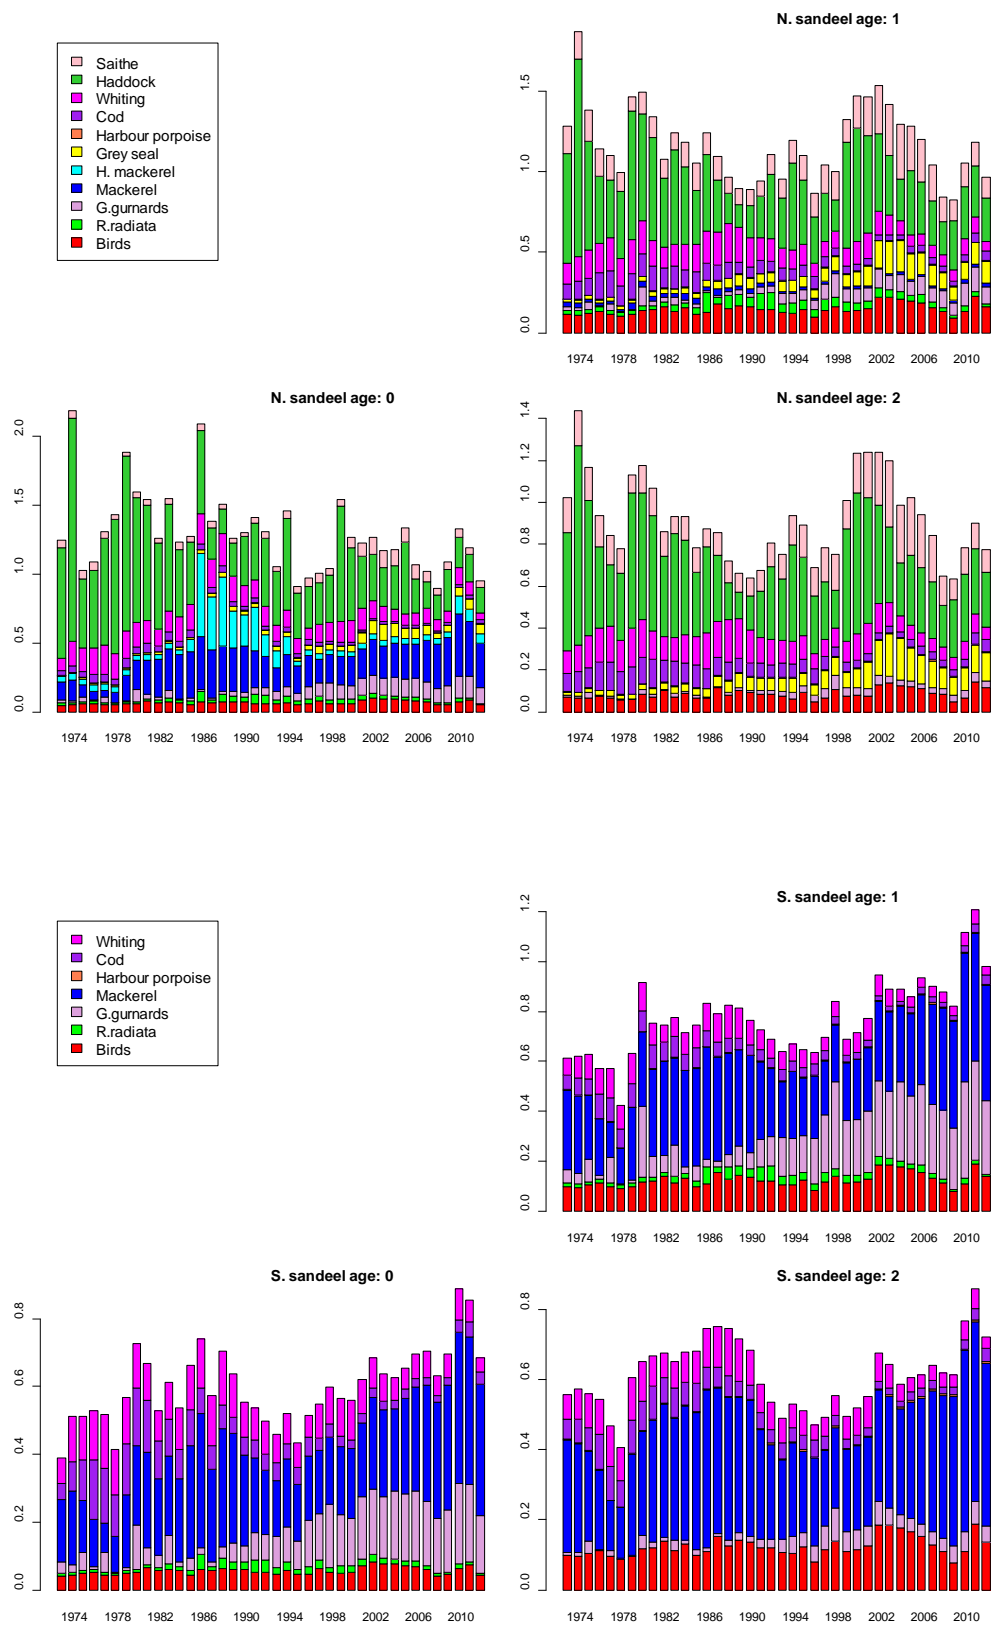 N. sandeel age: 1
Saithe
Haddock
Whiting
Cod
Harbour porpoise
Grey seal
H. mackerel
Mackerel
G.gurnards
R.radiata
Birds
0.0 0.5 1.0 1.5
1974 1978 1982 1986 1990 1994 1998 2002 2006 2010
N. sandeel age: 0
0.0 0.5 1.0 1.5 2.0
1974 1978 1982 1986 1990 1994 1998 2002 2006 2010
N. sandeel age: 2
0.0 0.2 0.4 0.6 0.8 1.0 1.2 1.4
1974 1978 1982 1986 1990 1994 1998 2002 2006 2010
S. sandeel age: 1
Whiting
Cod
Harbour porpoise
Mackerel
G.gurnards
R.radiata
Birds
0.0 0.2 0.4 0.6 0.8 1.0 1.2
1974 1978 1982 1986 1990 1994 1998 2002 2006 2010
S. sandeel age: 0
0.0 0.2 0.4 0.6 0.8
1974 1978 1982 1986 1990 1994 1998 2002 2006 2010
S. sandeel age: 2
0.0 0.2 0.4 0.6 0.8
1974 1978 1982 1986 1990 1994 1998 2002 2006 2010